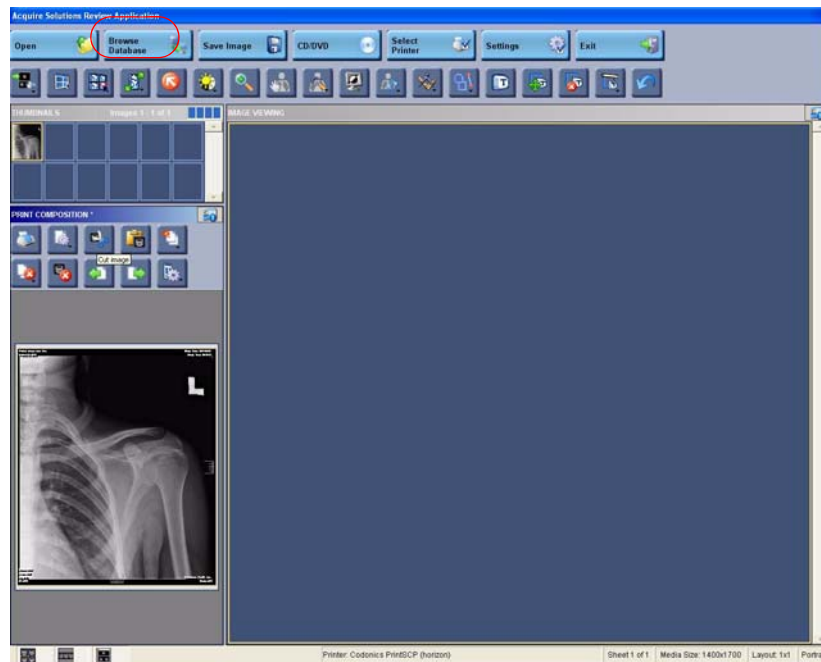 Acquire Solutions Review Application
Open
Browse
Database
Save Image
CD/DVD
Select
Printer
Settings
Exit
THUMBNAILS
Images 1 - 1 of 1
IMAGE VIEWING
PRINT COMPOSITION *
Cut image
L
Printer: Codonics PrintSCP (horizon)
Sheet 1 of 1
Media Size: 1400x1700
Layout: 1x1
Portra